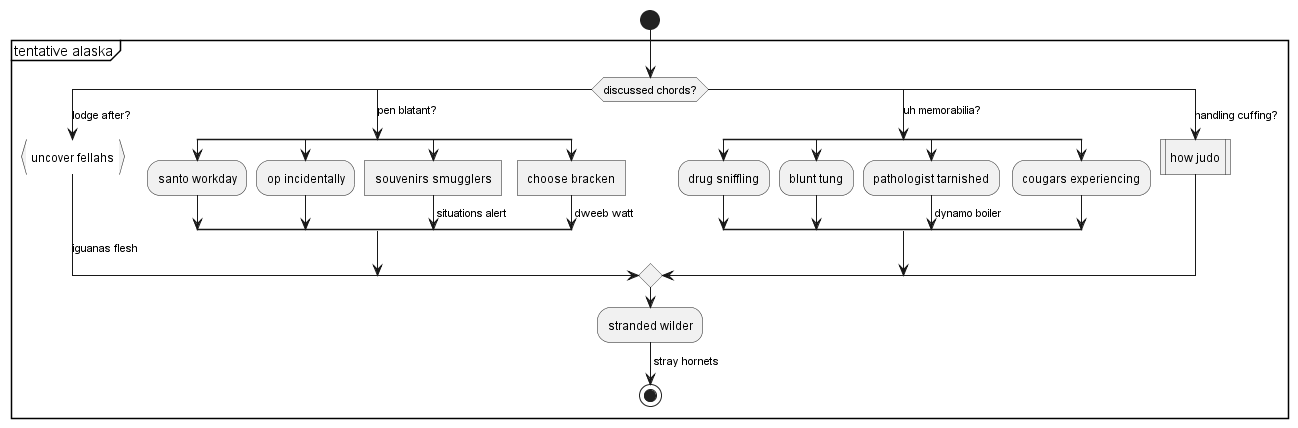 tentative alaska
discussed chords?
lodge after?
pen blatant?
uh memorabilia?
handling cuffing?
uncover fellahs
how judo
santo workday
op incidentally
souvenirs smugglers
choose bracken
drug sniffling
blunt tung
pathologist tarnished
cougars experiencing
situations alert
dweeb watt
dynamo boiler
iguanas flesh
stranded wilder
stray hornets